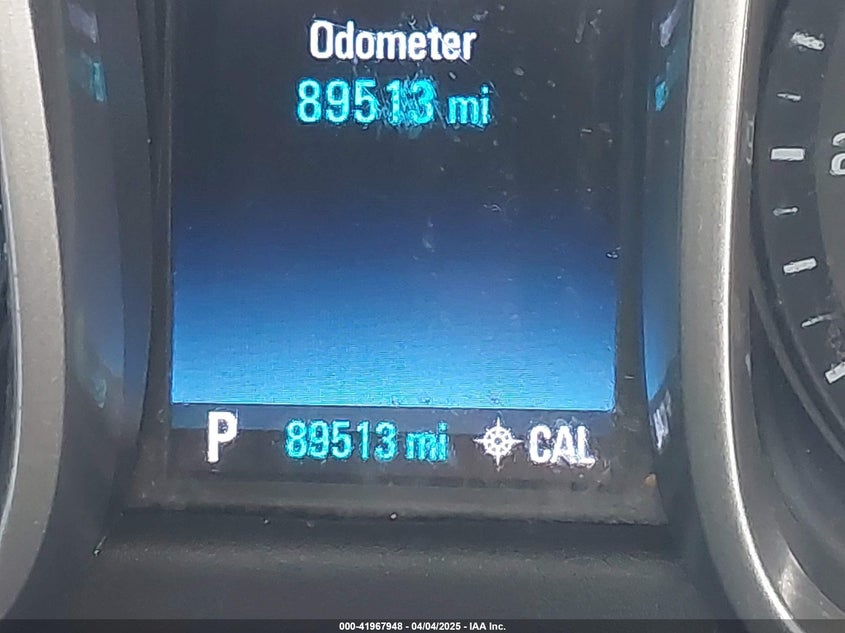 Odometer
89513 mi
P 89513 mi CAL
000-41967948 - 04/04/2025 - IAA Inc.